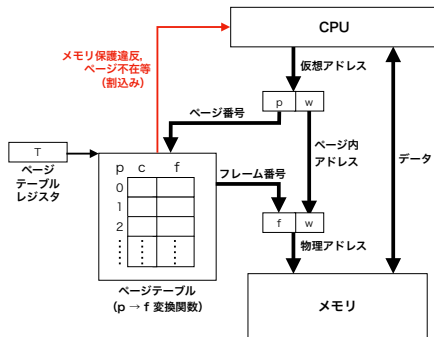 CPU
メモリ保護違反,
ページ不在等
(割込み)
仮想アドレス
p w
ページ番号
ページ内
アドレス
データ
T
ページ
テーブル
レジスタ
p c f
0
1
2
フレーム番号
f w
物理アドレス
ページテーブル
(p → f 変換関数)
メモリ